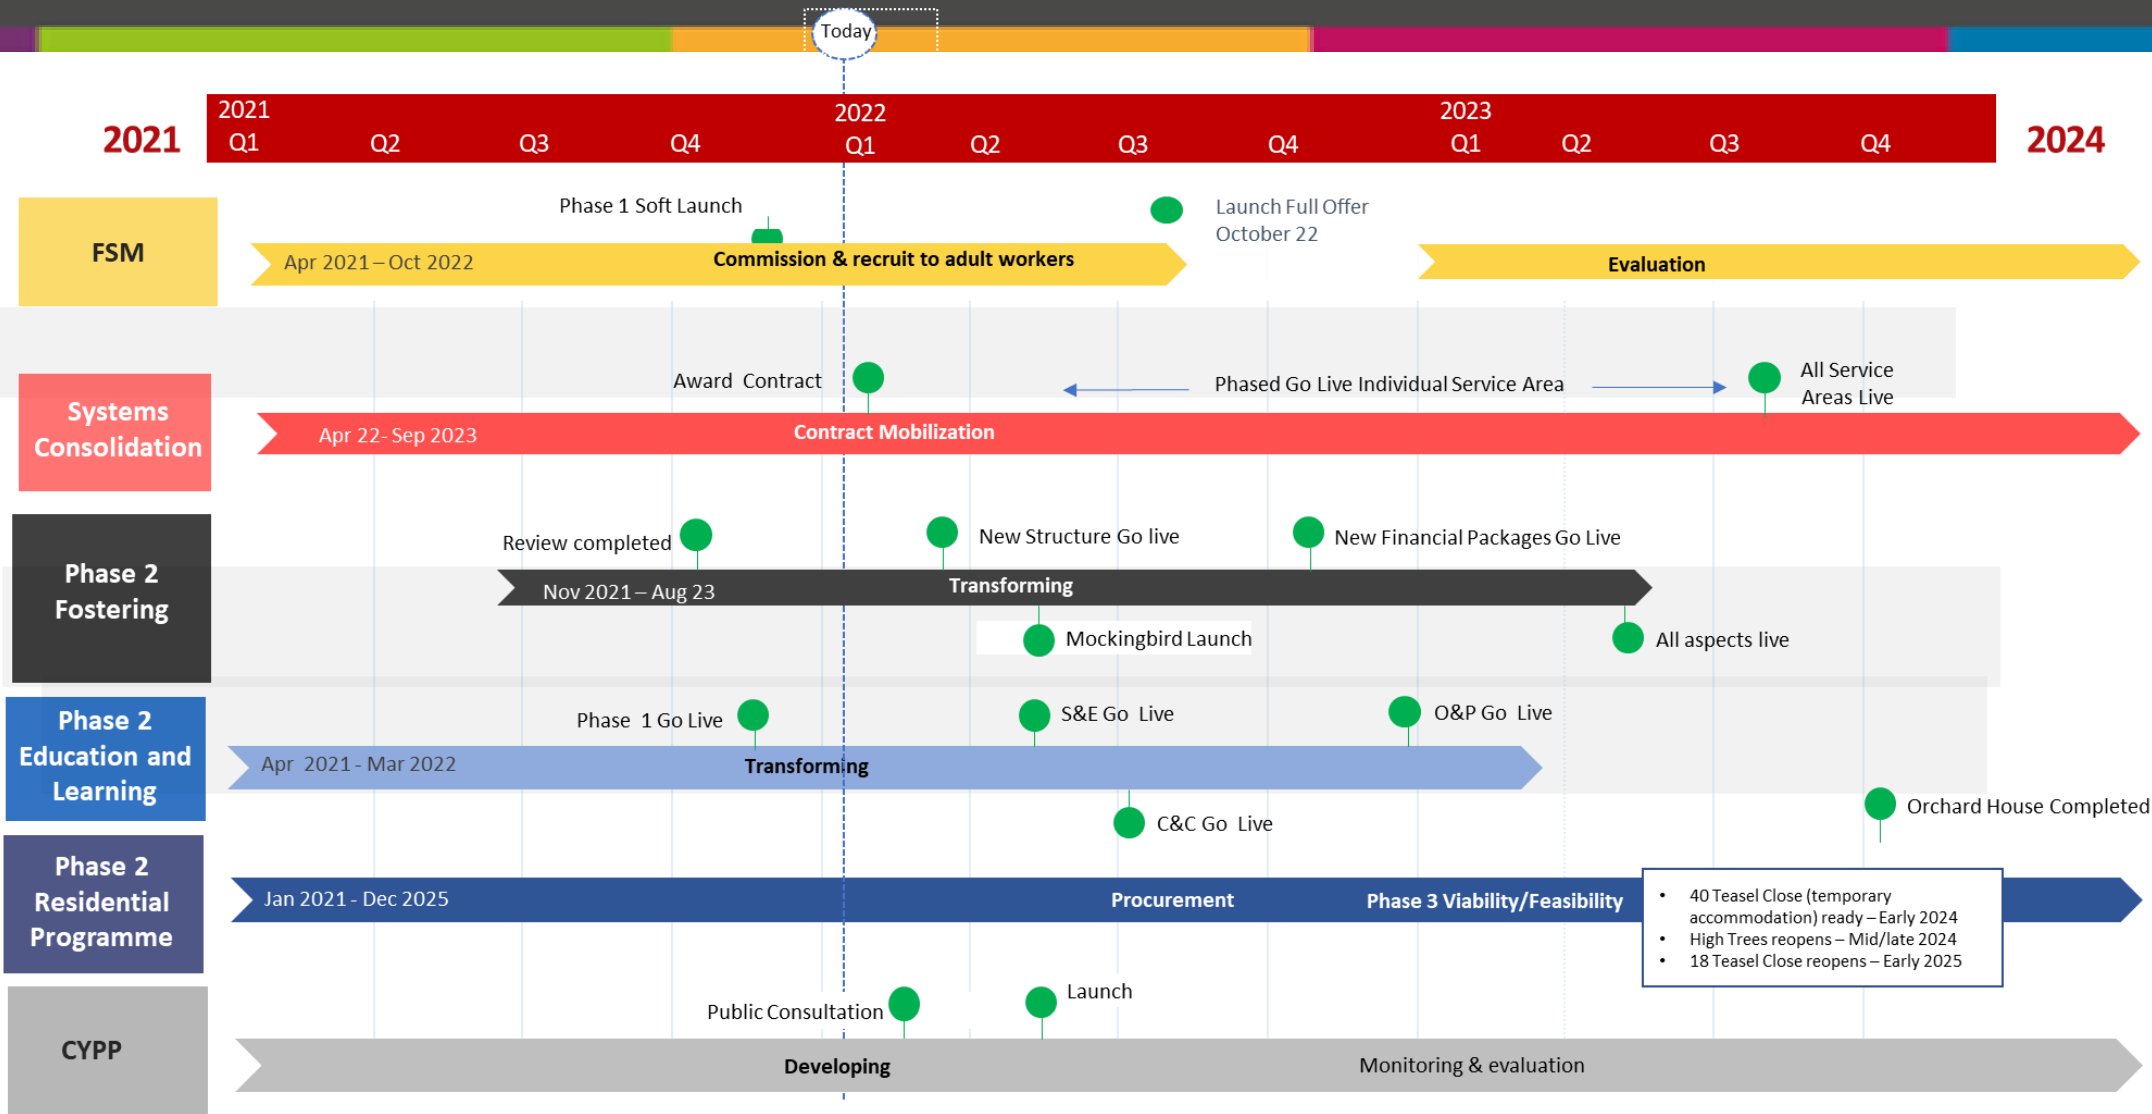 Today
2021
2021
Q1
Q2
Q3
Q4
2022
Q1
Q2
Q3
Q4
2023
Q1
Q2
Q3
Q4
2024
FSM
Phase 1 Soft Launch
Launch Full Offer
October 22
Apr 2021 – Oct 2022
Commission & recruit to adult workers
Evaluation
Systems
Consolidation
Award Contract
Phased Go Live Individual Service Area
All Service
Areas Live
Apr 22- Sep 2023
Contract Mobilization
Phase 2
Fostering
Review completed
New Structure Go live
New Financial Packages Go Live
Nov 2021 – Aug 23
Transforming
Mockingbird Launch
All aspects live
Phase 2
Education and
Learning
Phase 1 Go Live
S&E Go Live
O&P Go Live
Apr 2021 - Mar 2022
Transforming
C&C Go Live
Orchard House Completed
Phase 2
Residential
Programme
Jan 2021 - Dec 2025
Procurement
Phase 3 Viability/Feasibility
• 40 Teasel Close (temporary
accommodation) ready – Early 2024
• High Trees reopens – Mid/late 2024
• 18 Teasel Close reopens – Early 2025
CYPP
Public Consultation
Launch
Developing
Monitoring & evaluation